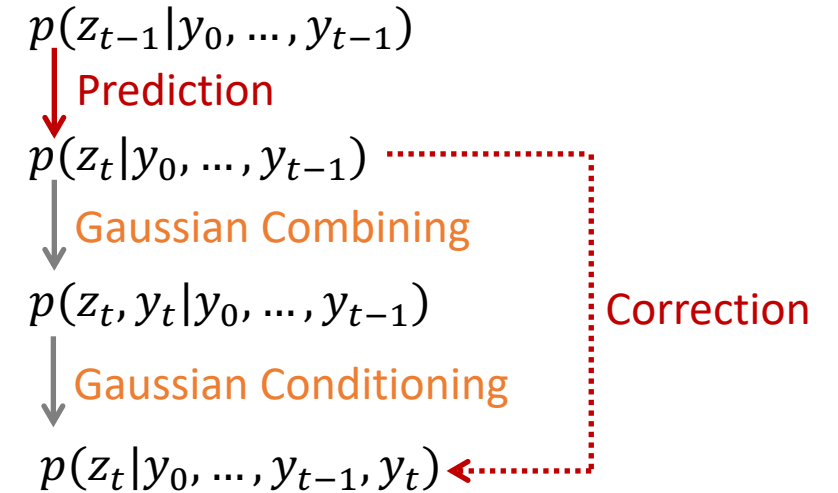 p(z_{t−1}|y_0, …, y_{t−1})
Prediction
p(z_t|y_0, …, y_{t−1})
Gaussian Combining
p(z_t, y_t|y_0, …, y_{t−1})
Correction
Gaussian Conditioning
p(z_t|y_0, …, y_{t−1}, y_t)